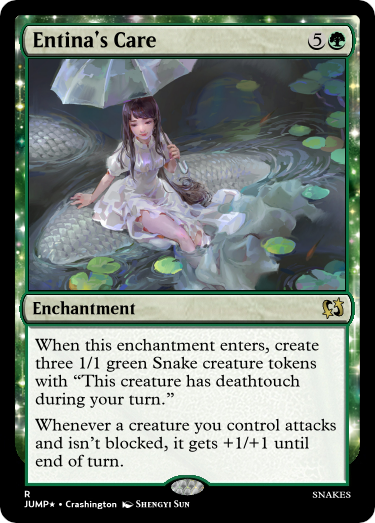 Entina's Care 5
Enchantment
When this enchantment enters, create
three 1/1 green Snake creature tokens
with “This creature has deathtouch
during your turn.”
Whenever a creature you control attacks
and isn't blocked, it gets +1/+1 until
end of turn.
R SNAKES
JUMP★ • Crashington Shengyi Sun